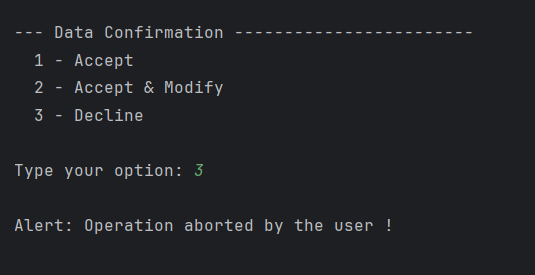 --- Data Confirmation ------------------------
1 - Accept
2 - Accept & Modify
3 - Decline
Type your option: 3
Alert: Operation aborted by the user !